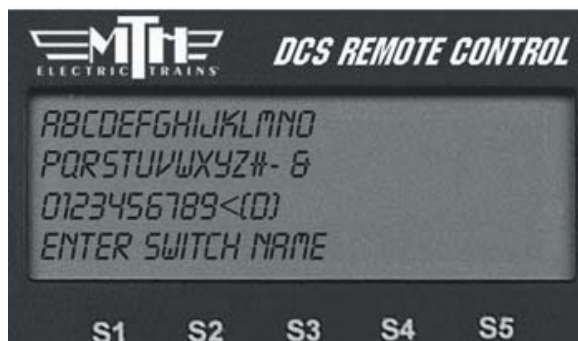 MTH
ELECTRIC TRAINS
DCS REMOTE CONTROL
ABCDEFGHIJKLMNO
PQRSTUVWXYZ#- &
0123456789<(D)
ENTER SWITCH NAME
S1 S2 S3 S4 S5